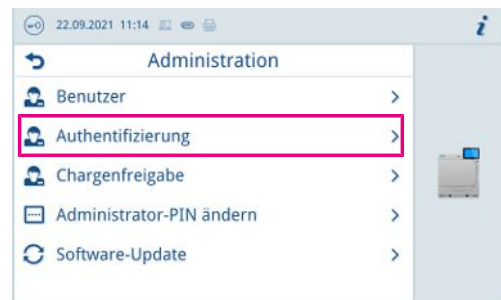 22.09.2021 11:14
i
Administration
Benutzer
Authentifizierung
Chargenfreigabe
Administrator-PIN ändern
Software-Update